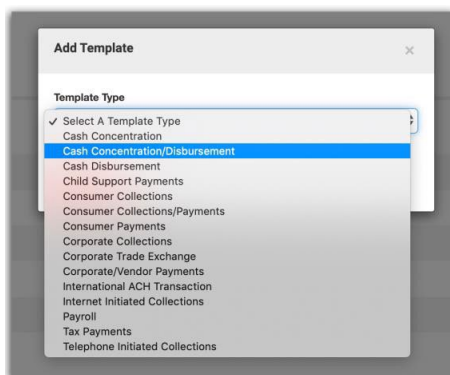 Add Template
×
Template Type
✓ Select A Template Type
Cash Concentration
Cash Concentration/Disbursement
Cash Disbursement
Child Support Payments
Consumer Collections
Consumer Collections/Payments
Consumer Payments
Corporate Collections
Corporate Trade Exchange
Corporate/Vendor Payments
International ACH Transaction
Internet Initiated Collections
Payroll
Tax Payments
Telephone Initiated Collections